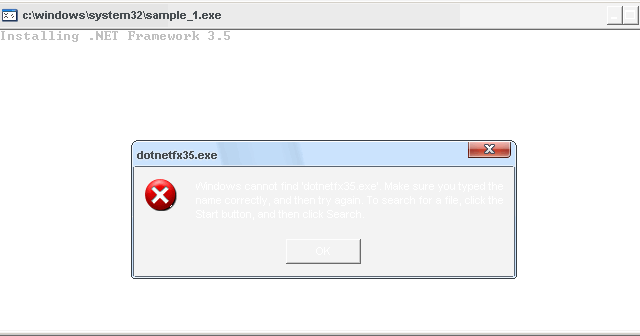 c:\windows\system32\sample_1.exe
Installing .NET Framework 3.5
dotnetfx35.exe
Windows cannot find 'dotnetfx35.exe'. Make sure you typed the
name correctly, and then try again. To search for a file, click the
Start button, and then click Search.
OK